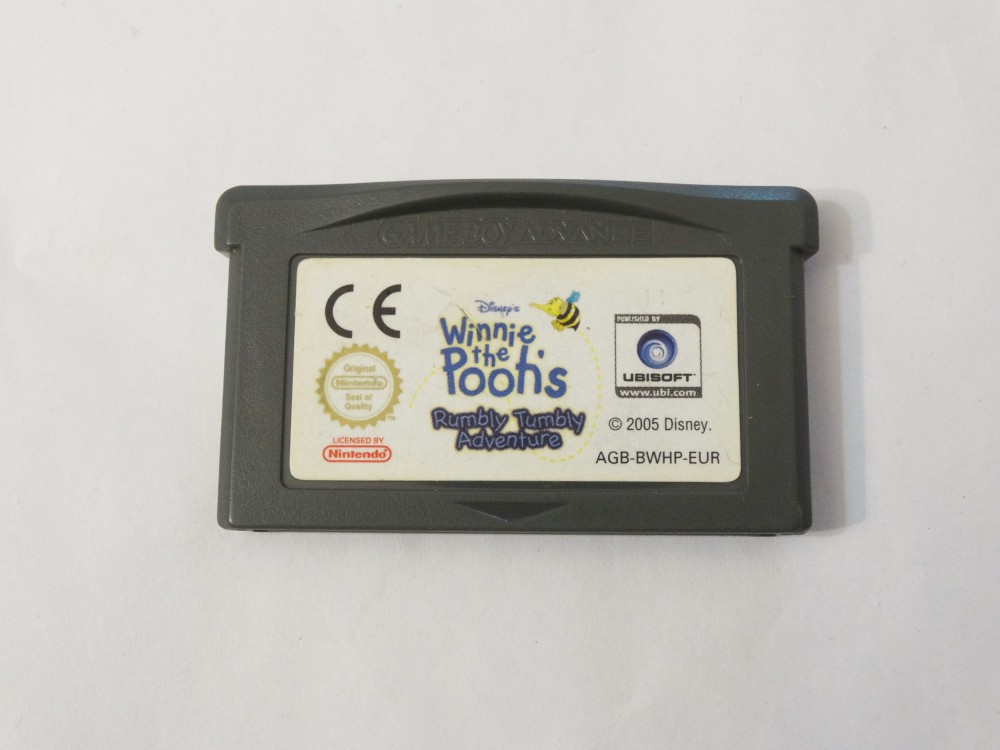 GAME BOY ADVANCE
CE
Original
Nintendo
Seal of
Quality
TM
LICENSED BY
Nintendo
Disney's
Winnie
the
Pooh's
Rumbly Tumbly
Adventure
PUBLISHED BY
UBISOFT
www.ubi.com
© 2005 Disney.
AGB-BWHP-EUR